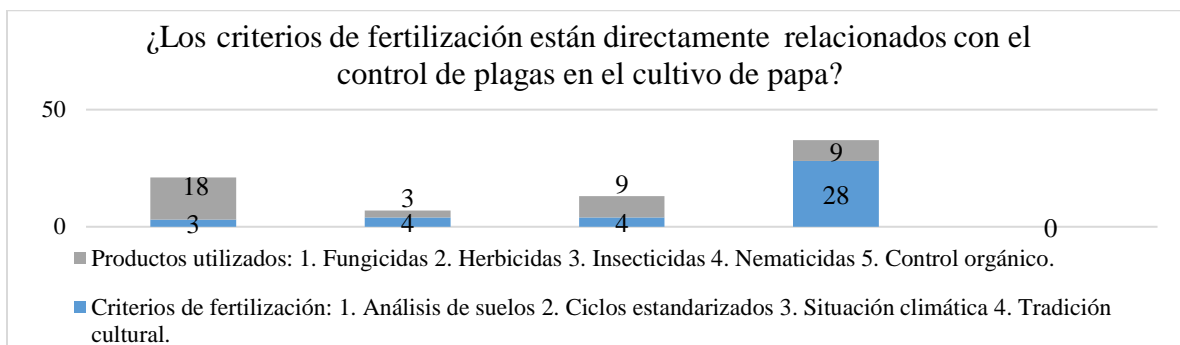 ¿Los criterios de fertilización están directamente relacionados con el
control de plagas en el cultivo de papa?
50
9
18
9
28
3
3
4
4
0
0
Productos utilizados: 1. Fungicidas 2. Herbicidas 3. Insecticidas 4. Nematicidas 5. Control orgánico.
Criterios de fertilización: 1. Análisis de suelos 2. Ciclos estandarizados 3. Situación climática 4. Tradición
cultural.